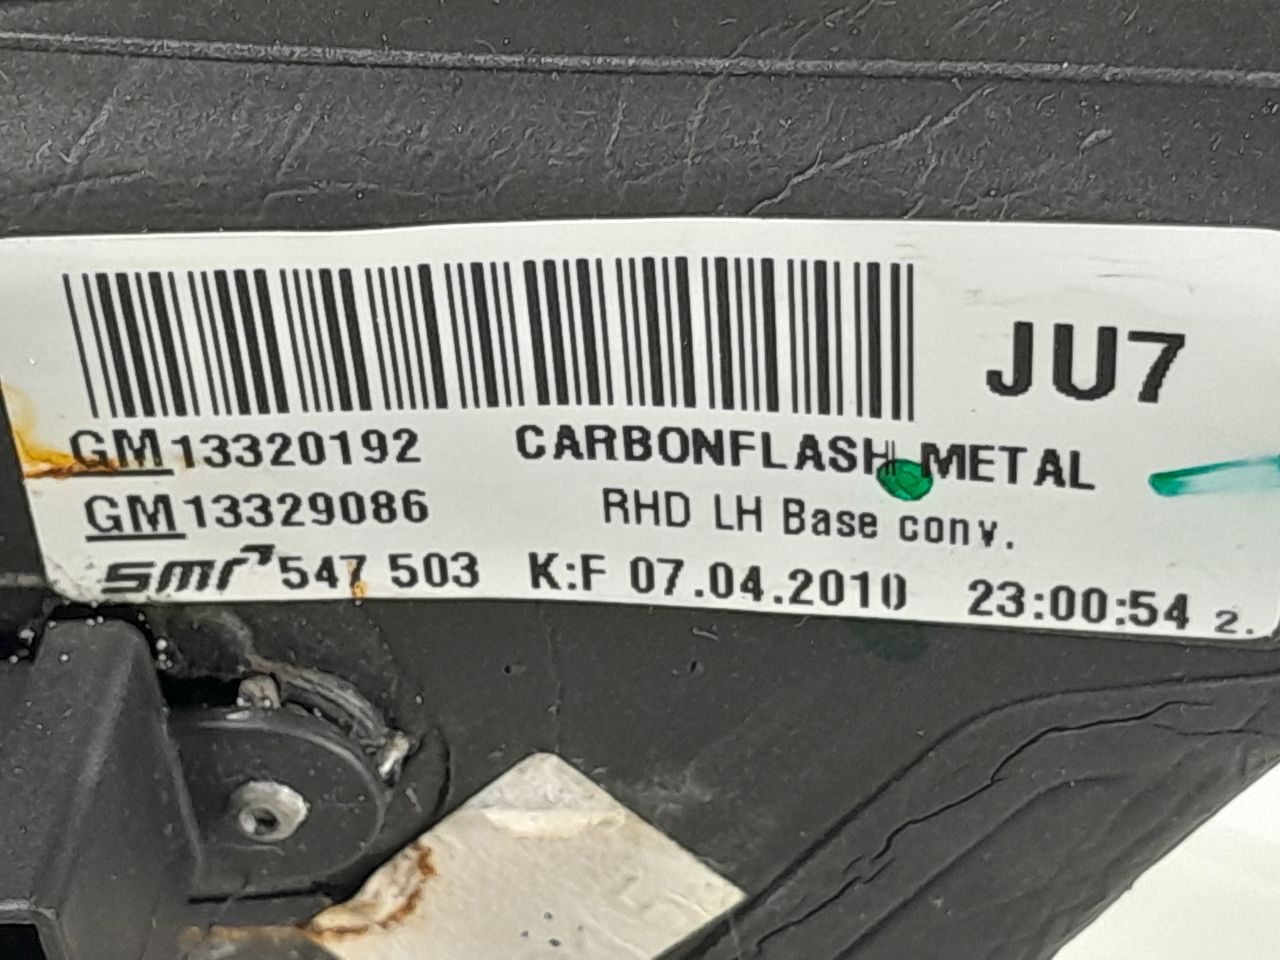 JU7
GM 13320192 CARBONFLASH METAL
GM 13329086 RHD LH Base conv.
smr 547 503 K:F 07.04.2010 23:00:54 2.